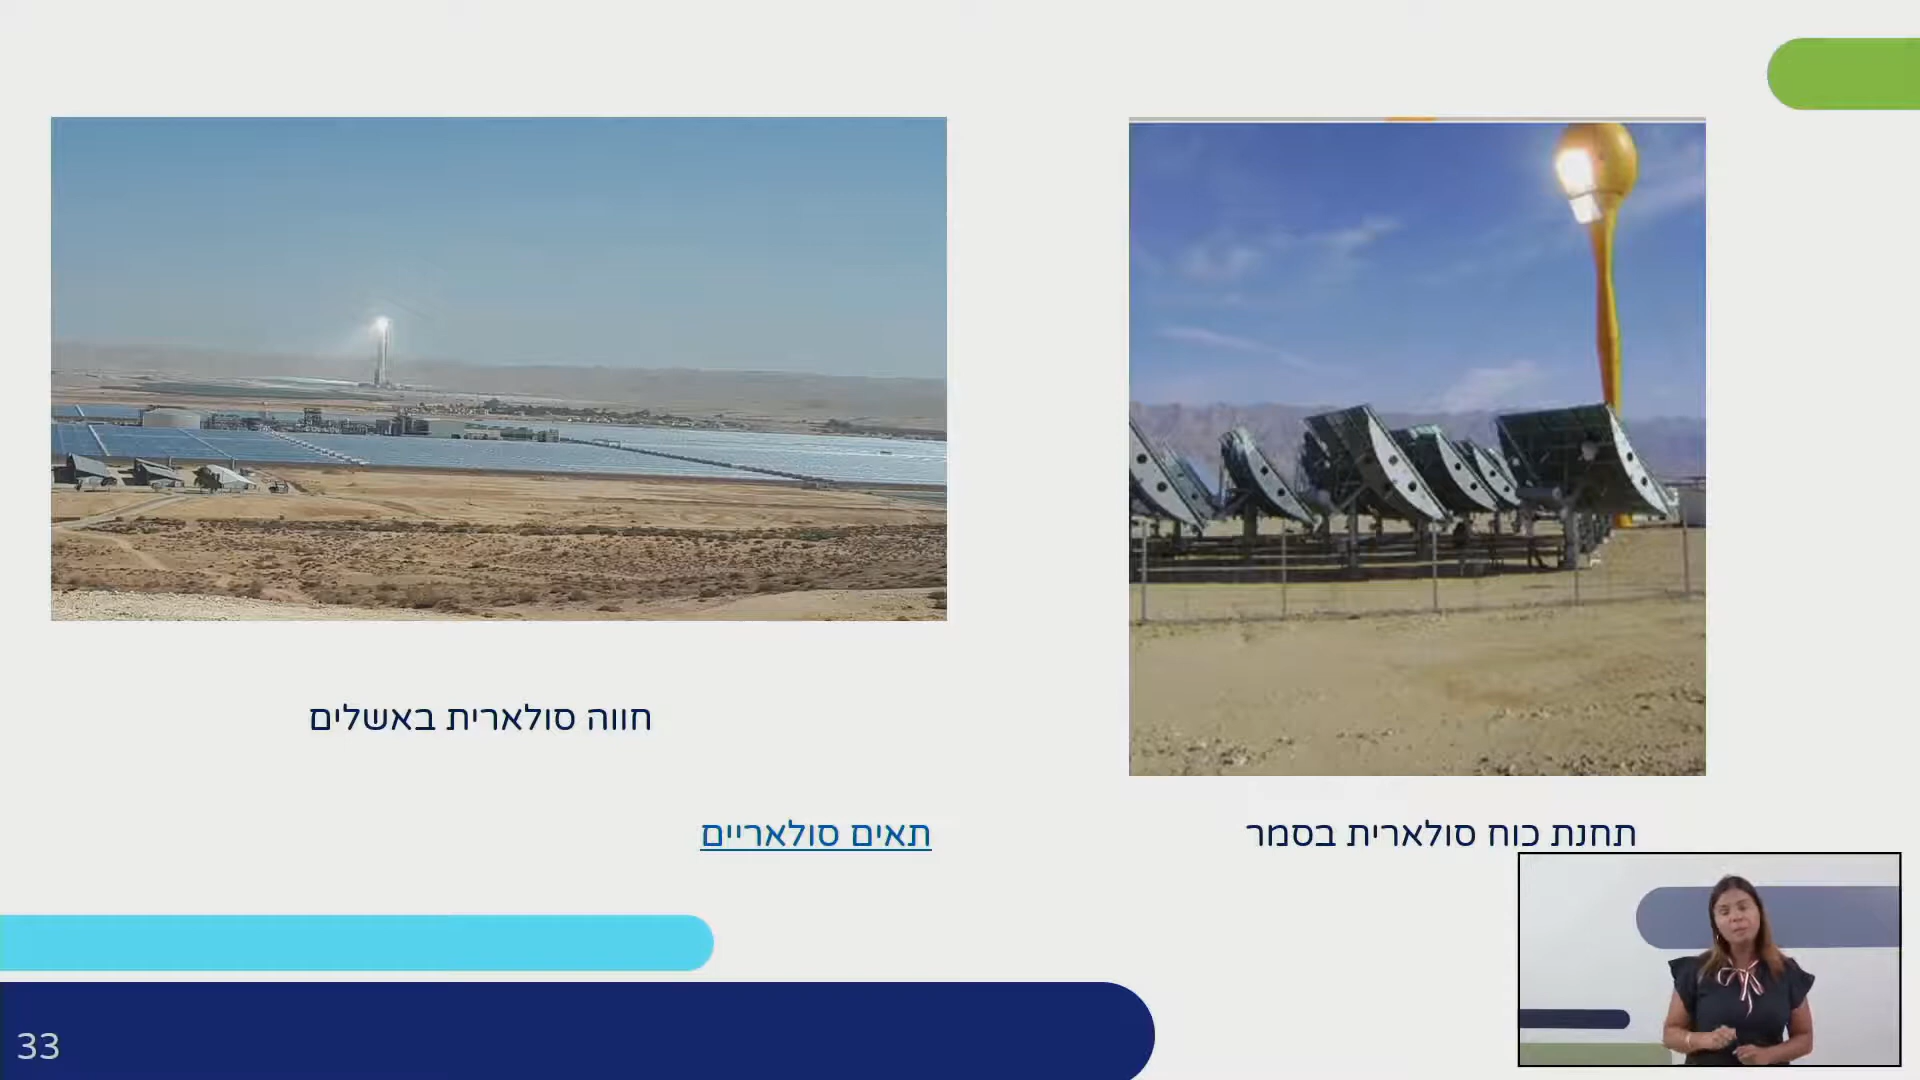 חווה סולארית באשלים
תחנת כוח סולארית בסמר
תאים סולאריים
33